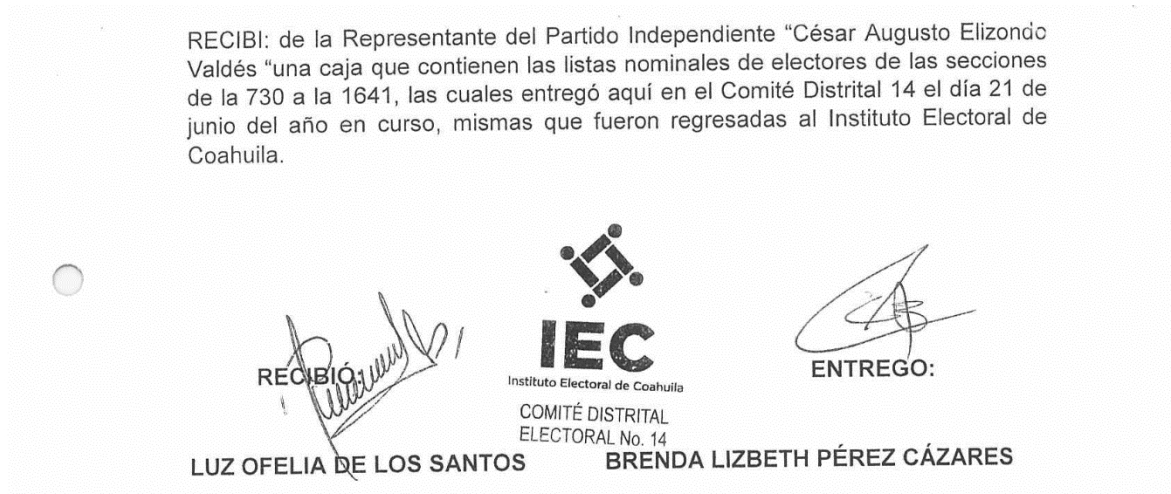 RECIBI: de la Representante del Partido Independiente “César Augusto Elizondo
Valdés “una caja que contienen las listas nominales de electores de las secciones
de la 730 a la 1641, las cuales entregó aquí en el Comité Distrital 14 el día 21 de
junio del año en curso, mismas que fueron regresadas al Instituto Electoral de
Coahuila.
IEC
Instituto Electoral de Coahuila
RECIBIÓ:
ENTREGÓ:
COMITÉ DISTRITAL
ELECTORAL No. 14
LUZ OFELIA DE LOS SANTOS
BRENDA LIZBETH PÉREZ CÁZARES